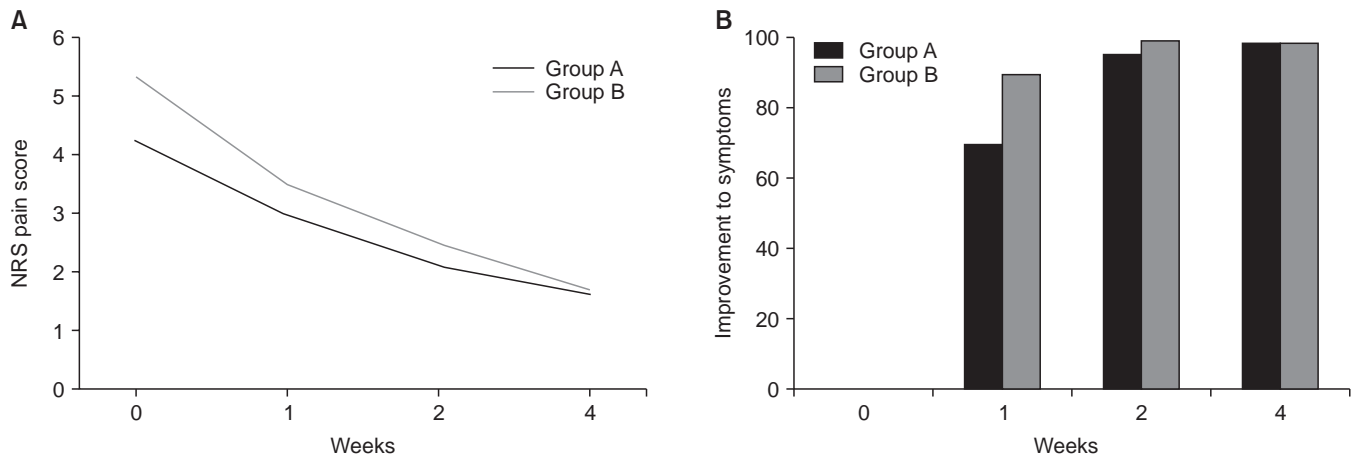 A
6
5
4
3
2
1
0
NRS pain score
Group A
Group B
0 1 2 4
Weeks
B
100
80
60
40
20
0
Improvement to symptoms
Group A
Group B
0 1 2 4
Weeks